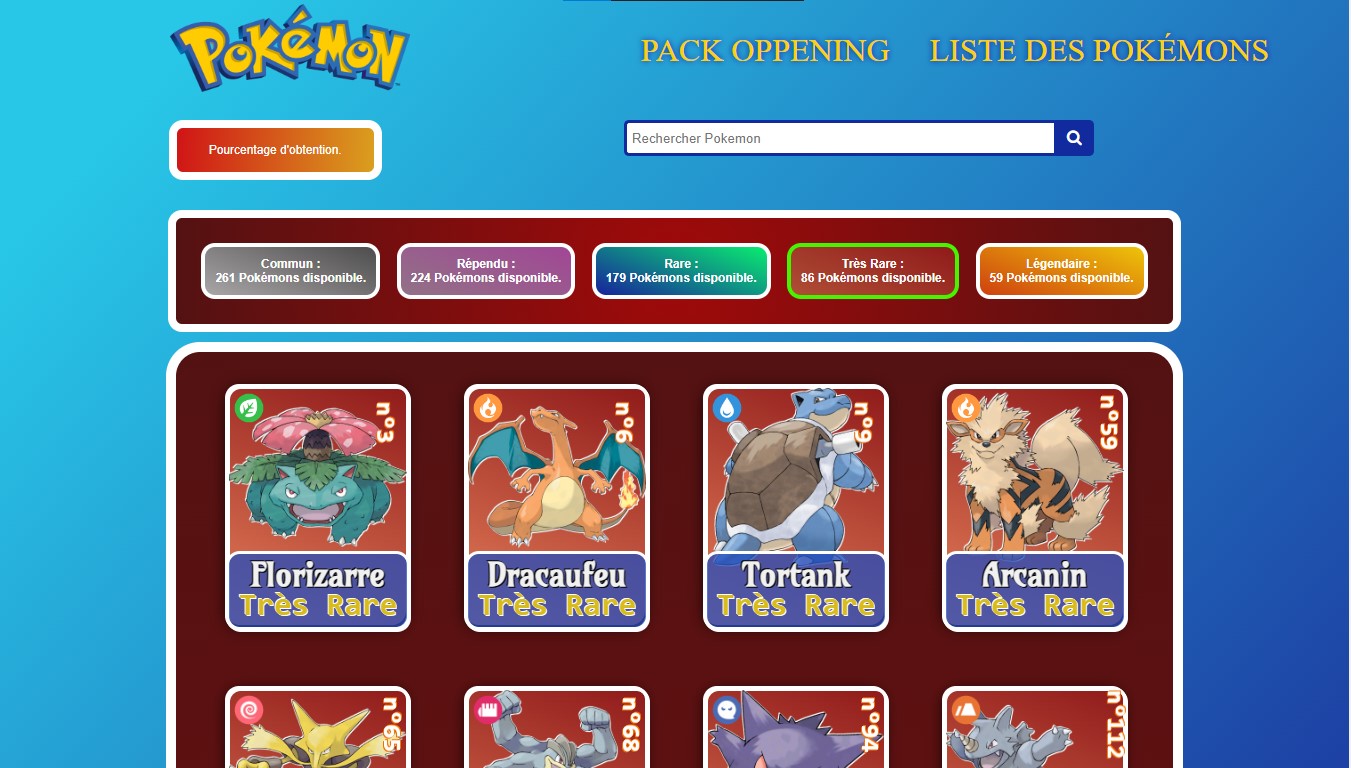 POKéMON
PACK OPPENING
LISTE DES POKÉMONS
Pourcentage d'obtention.
Rechercher Pokemon
Commun :
261 Pokémons disponible.
Répendu :
224 Pokémons disponible.
Rare :
179 Pokémons disponible.
Très Rare :
86 Pokémons disponible.
Légendaire :
59 Pokémons disponible.
n°3
Florizarre
Très Rare
n°6
Dracaufeu
Très Rare
n°9
Tortank
Très Rare
n°59
Arcanin
Très Rare
n°65
n°68
n°94
n°112